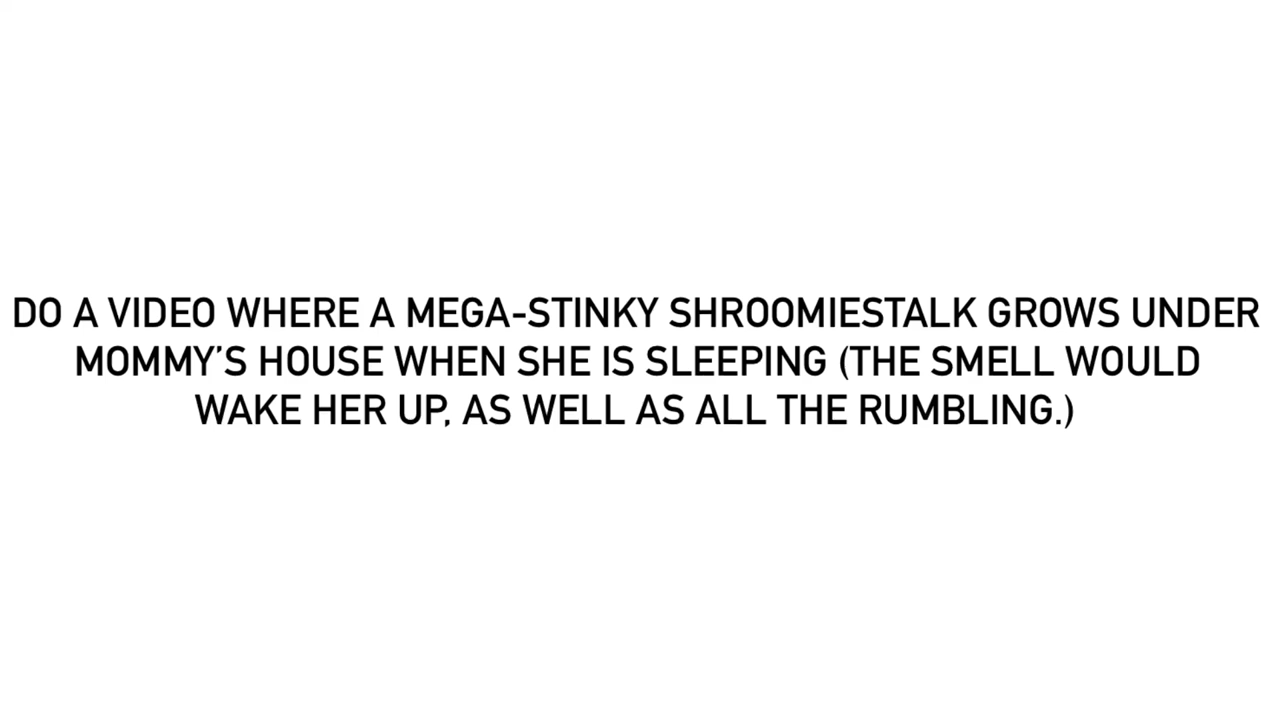 DO A VIDEO WHERE A MEGA-STINKY SHROOMIESTALK GROWS UNDER
MOMMY’S HOUSE WHEN SHE IS SLEEPING (THE SMELL WOULD
WAKE HER UP, AS WELL AS ALL THE RUMBLING.)